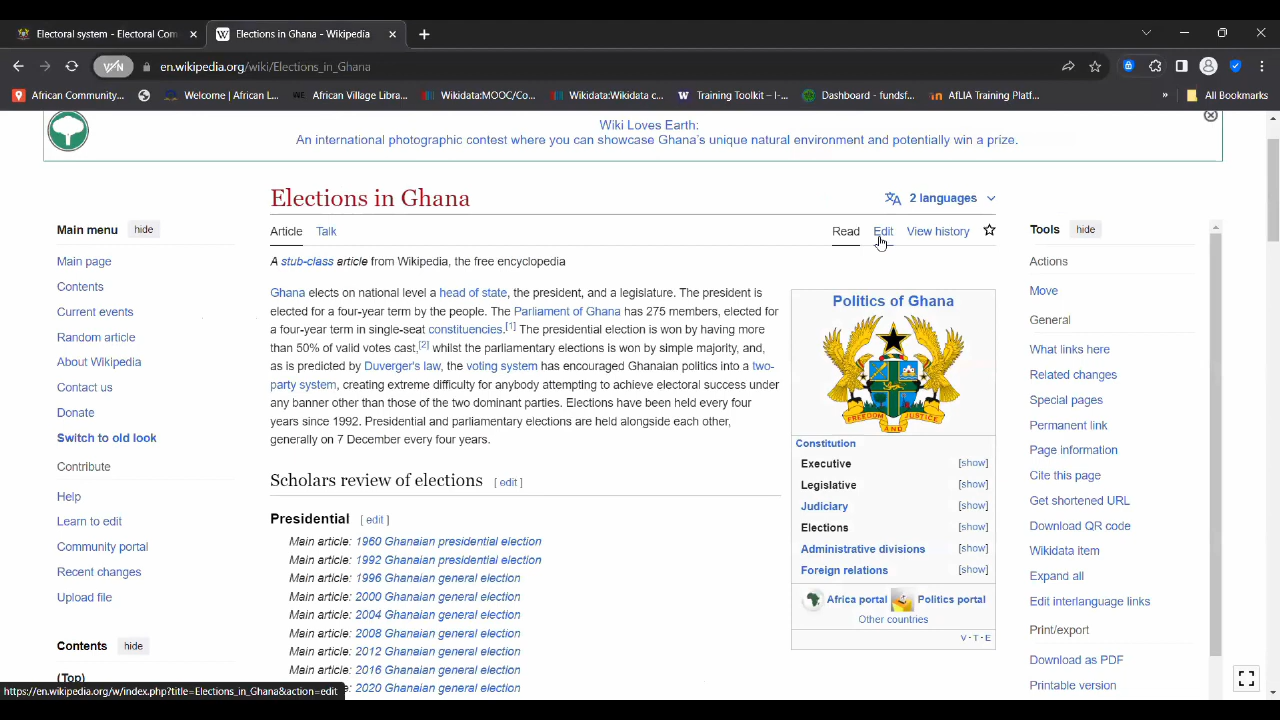 Electoral system - Electoral Com
Elections in Ghana - Wikipedia
en.wikipedia.org/wiki/Elections_in_Ghana
African Community...
Welcome | African L...
African Village Libra...
Wikidata:MOOC/Co...
Wikidata:Wikidata c...
Training Toolkit – I-...
Dashboard - fundsf...
AfLIA Training Platf...
»
All Bookmarks
Wiki Loves Earth:
An international photographic contest where you can showcase Ghana's unique natural environment and potentially win a prize.
Elections in Ghana
2 languages
Main menu hide
Article Talk
Read Edit View history
Tools hide
A stub-class article from Wikipedia, the free encyclopedia
Main page
Contents
Current events
Random article
About Wikipedia
Contact us
Donate
Switch to old look
Contribute
Help
Learn to edit
Community portal
Recent changes
Upload file
Contents hide
(Top)
Ghana elects on national level a head of state, the president, and a legislature. The president is
elected for a four-year term by the people. The Parliament of Ghana has 275 members, elected for
a four-year term in single-seat constituencies.[1] The presidential election is won by having more
than 50% of valid votes cast,[2] whilst the parliamentary elections is won by simple majority, and,
as is predicted by Duverger's law, the voting system has encouraged Ghanaian politics into a two-
party system, creating extreme difficulty for anybody attempting to achieve electoral success under
any banner other than those of the two dominant parties. Elections have been held every four
years since 1992. Presidential and parliamentary elections are held alongside each other,
generally on 7 December every four years.
Scholars review of elections [ edit ]
Presidential [ edit ]
Main article: 1960 Ghanaian presidential election
Main article: 1992 Ghanaian presidential election
Main article: 1996 Ghanaian general election
Main article: 2000 Ghanaian general election
Main article: 2004 Ghanaian general election
Main article: 2008 Ghanaian general election
Main article: 2012 Ghanaian general election
Main article: 2016 Ghanaian general election
Main article: 2020 Ghanaian general election
Politics of Ghana
FREEDOM AND JUSTICE
Constitution
Executive [show]
Legislative [show]
Judiciary [show]
Elections [show]
Administrative divisions [show]
Foreign relations [show]
Africa portal Politics portal
Other countries
V · T · E
Actions
Move
General
What links here
Related changes
Special pages
Permanent link
Page information
Cite this page
Get shortened URL
Download QR code
Wikidata item
Expand all
Edit interlanguage links
Print/export
Download as PDF
Printable version
https://en.wikipedia.org/w/index.php?title=Elections_in_Ghana&action=edit